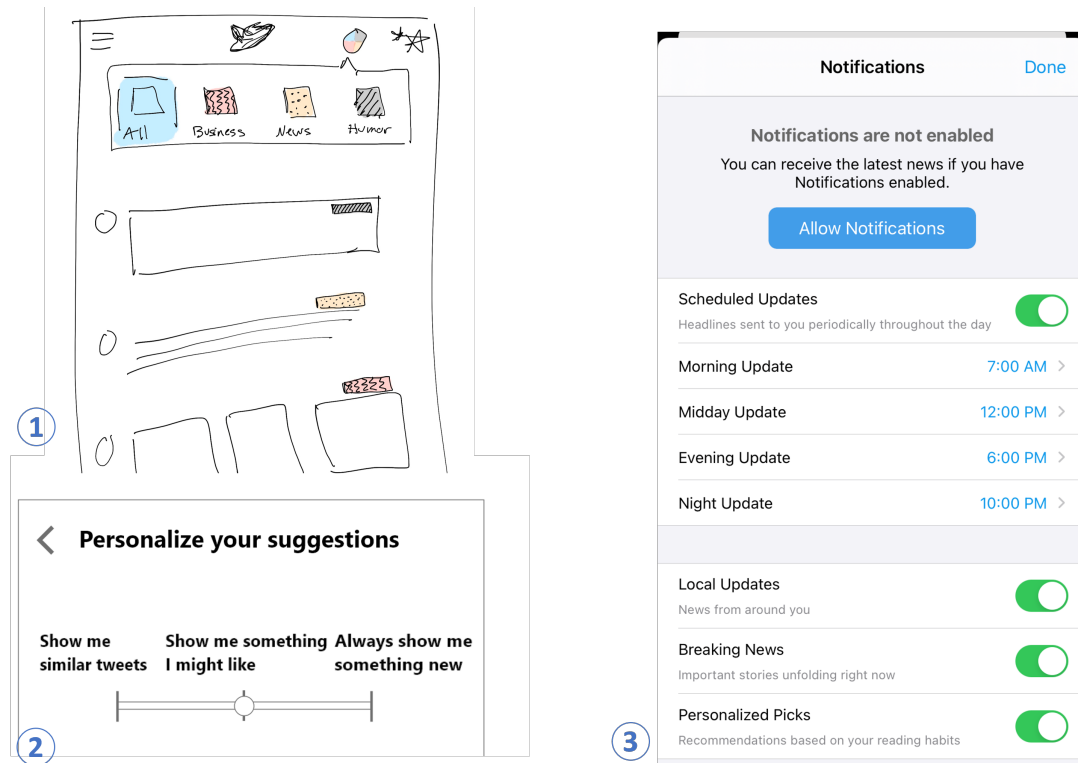 All
Business
News
Humor
1
Personalize your suggestions
Show me
similar tweets
Show me something
I might like
Always show me
something new
2
Notifications
Done
Notifications are not enabled
You can receive the latest news if you have
Notifications enabled.
Allow Notifications
Scheduled Updates
Headlines sent to you periodically throughout the day
Morning Update
7:00 AM
Midday Update
12:00 PM
Evening Update
6:00 PM
Night Update
10:00 PM
Local Updates
News from around you
Breaking News
Important stories unfolding right now
Personalized Picks
Recommendations based on your reading habits
3